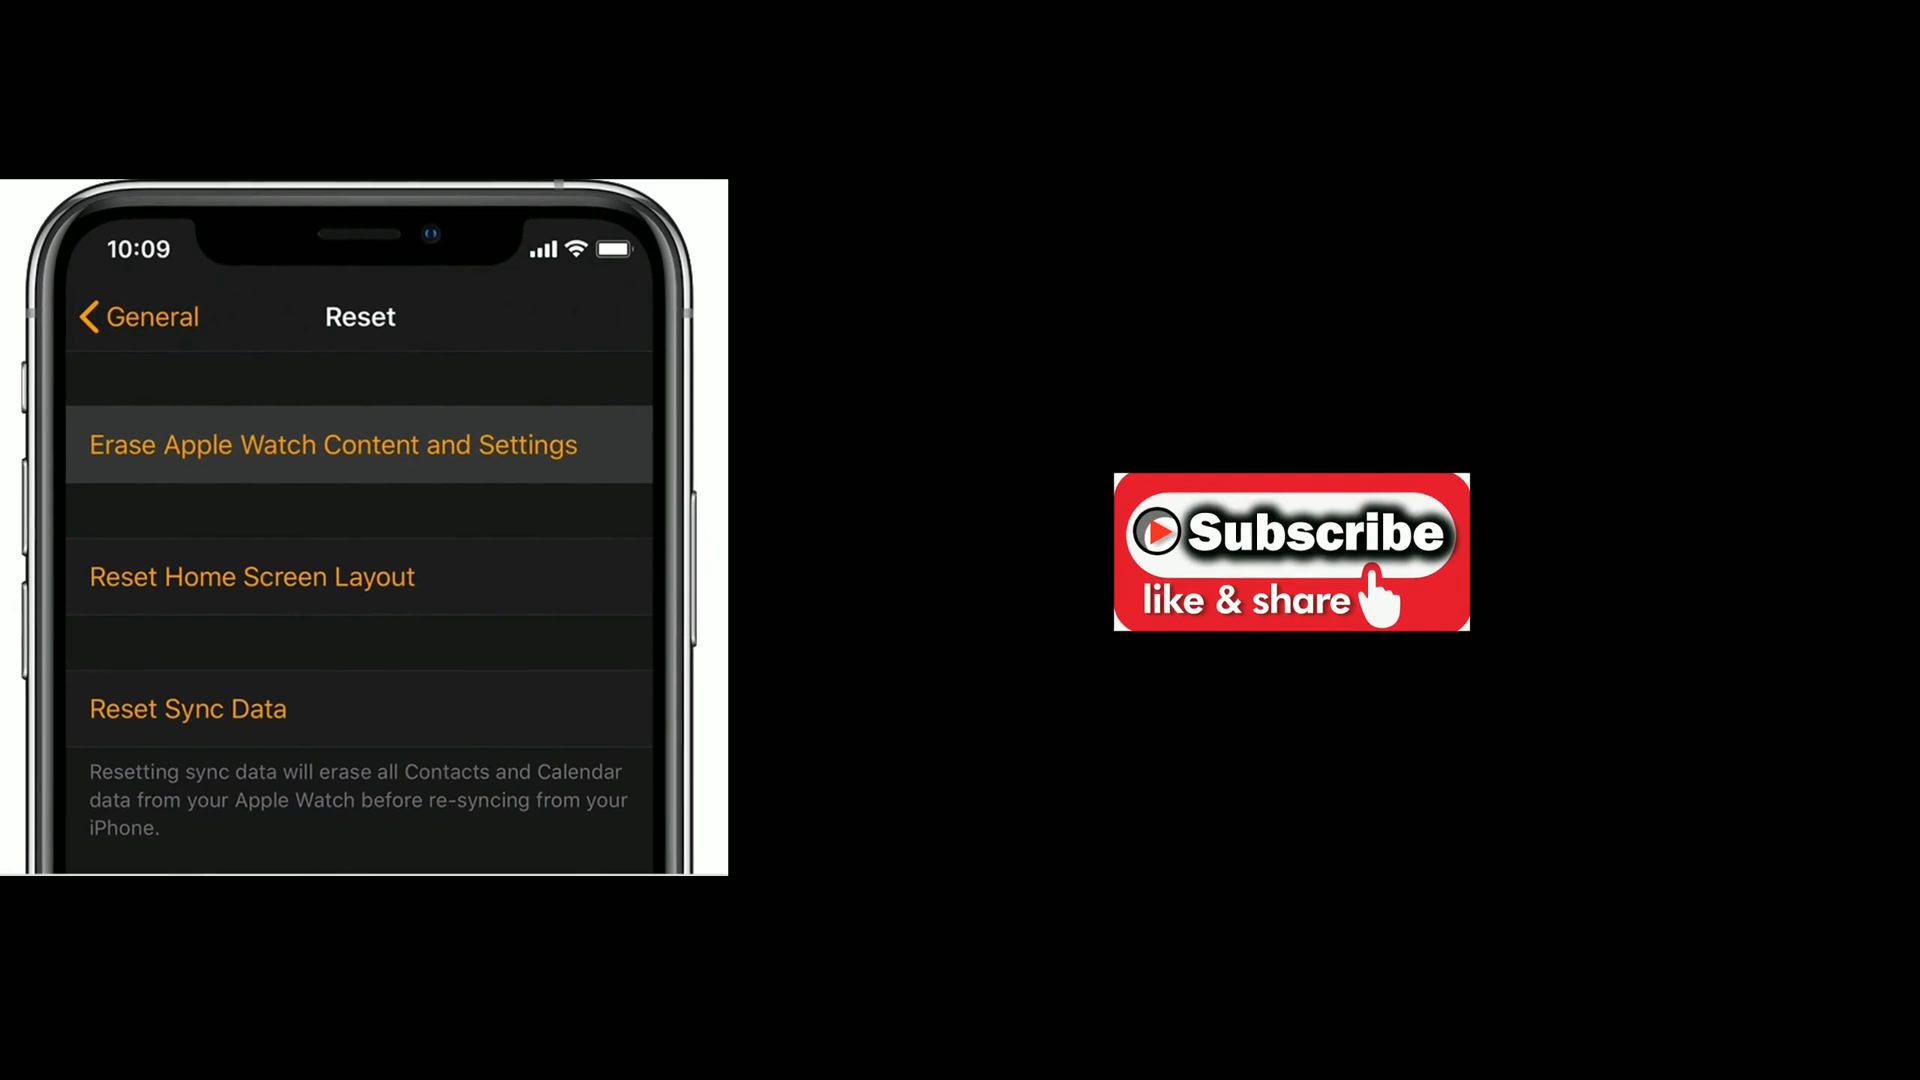 10:09
General
Reset
Erase Apple Watch Content and Settings
Reset Home Screen Layout
Reset Sync Data
Resetting sync data will erase all Contacts and Calendar
data from your Apple Watch before re-syncing from your
iPhone.
Subscribe
like & share